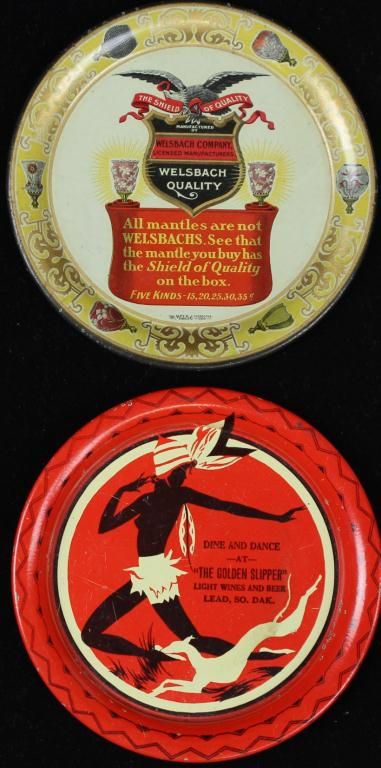 THE SHIELD OF QUALITY
MANUFACTURED
BY
WELSBACH COMPANY,
LICENSED MANUFACTURERS.
WELSBACH
QUALITY
All mantles are not
WELSBACHS. See that
the mantle you buy has
the Shield of Quality
on the box.
FIVE KINDS-15,20,25,30,35¢
DINE AND DANCE
-AT-
"THE GOLDEN SLIPPER"
LIGHT WINES AND BEER
LEAD, SO. DAK.